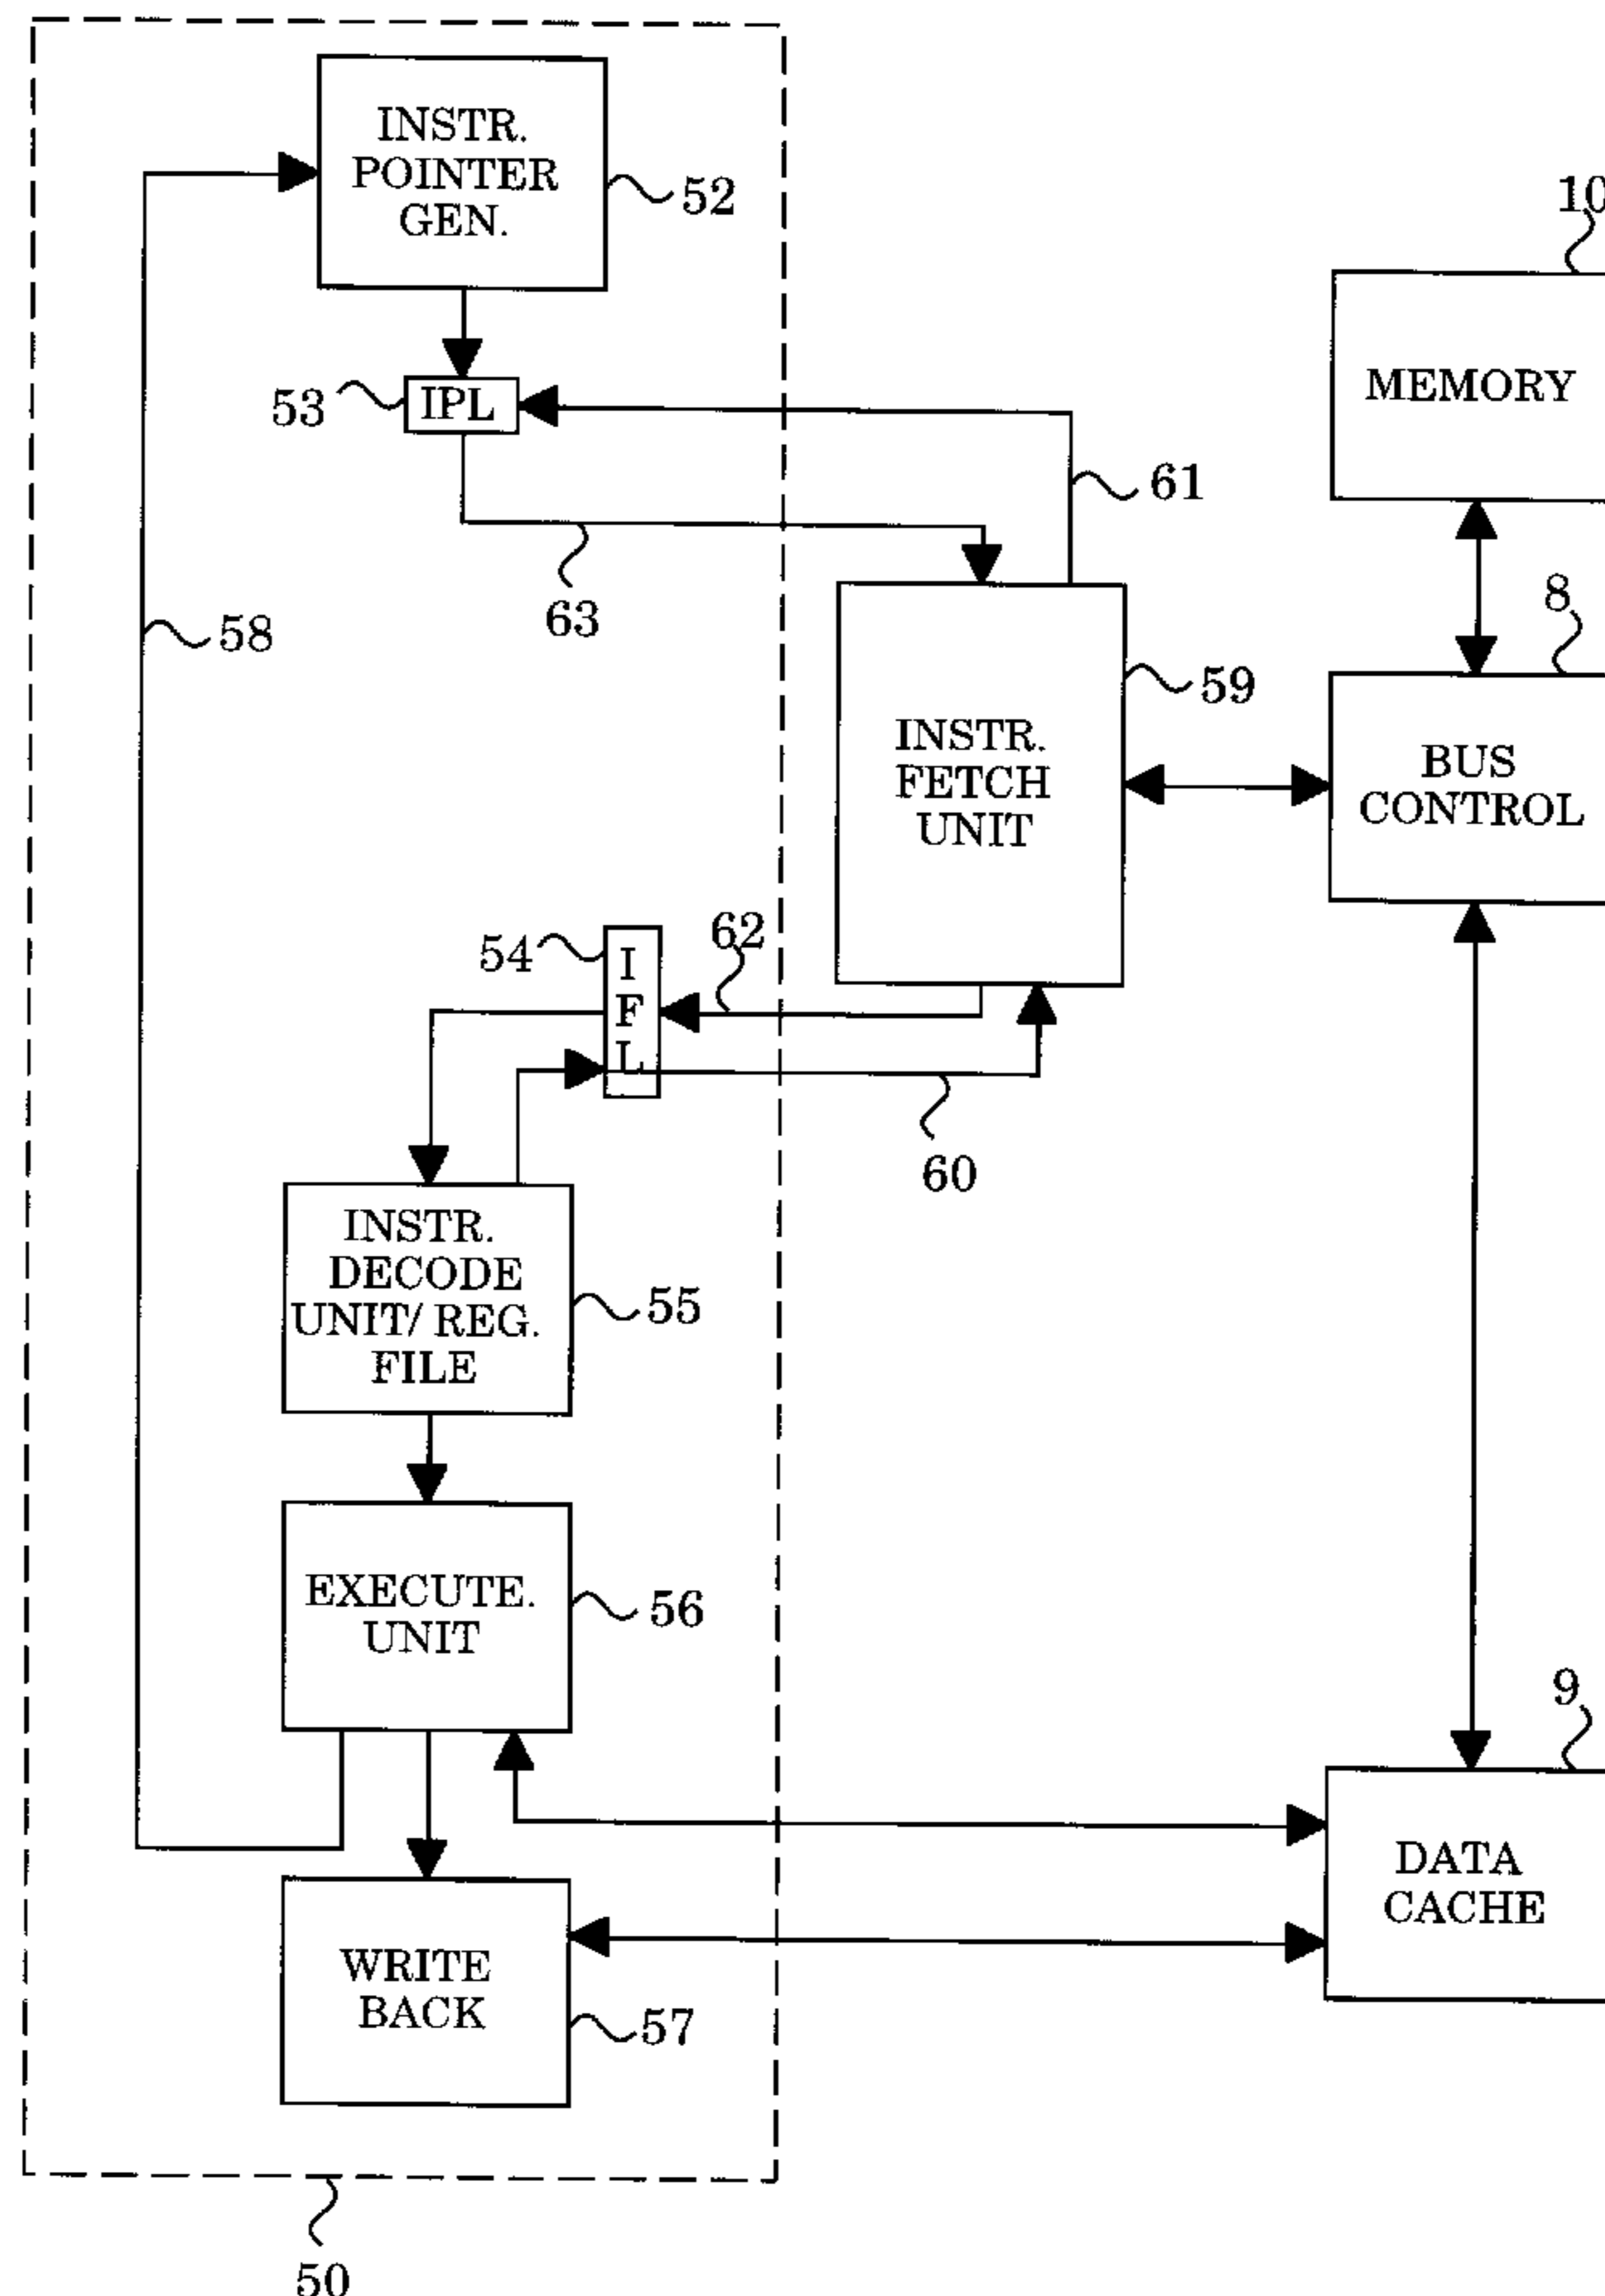 INSTR.
POINTER
GEN.
52
10
MEMORY
53
IPL
61
63
58
8
59
INSTR.
FETCH
UNIT
BUS
CONTROL
54
I
F
L
62
60
INSTR.
DECODE
UNIT/ REG.
FILE
55
EXECUTE.
UNIT
56
9
DATA
CACHE
WRITE
BACK
57
50